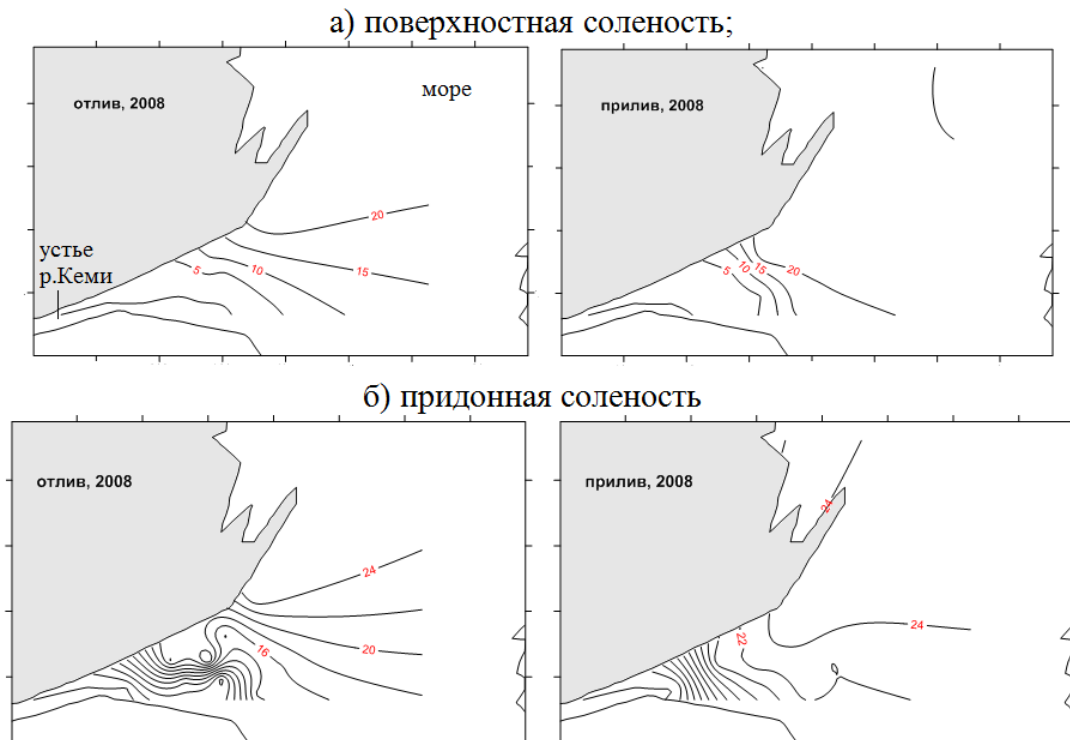 а) поверхностная соленость;
отлив, 2008
море
20
15
10
5
устье
р.Кеми
прилив, 2008
20
15
10
5
б) придонная соленость
отлив, 2008
24
20
16
прилив, 2008
24
24
22